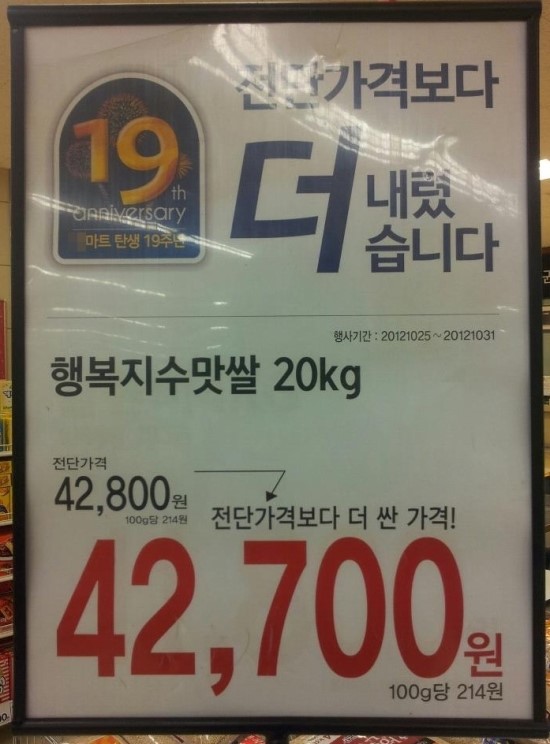 전단가격보다
더 내렸
습니다
19th
anniversary
마트 탄생 19주년
행사기간 : 20121025~20121031
행복지수맛쌀 20kg
전단가격
42,800원
100g당 214원
전단가격보다 더 싼 가격!
42,700원
100g당 214원